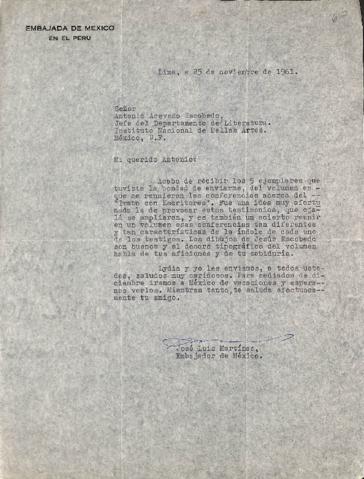 EMBAJADA DE MEXICO
EN EL PERU
Lima, a 25 de noviembre de 1961.
Señor
Antonio Acevedo Escobedo,
Jefe del Departamento de Literatura.
Instituto Nacional de Bellas Artes.
México, D.F.
Mi querido Antonio:
Acabo de recibir los 5 ejemplares que
tuviste la bondad de enviarme, del volumen en -
que se reunieron las conferencias acerca del --
"Trato con Escritores". Fue una idea muy afortu
nada la de provocar estos testimonios, que oja-
lá se amplíen, y es también un acierto reunir
en un volumen esas conferencias tan diferentes
y tan características de la índole de cada uno
de los testigos. Los dibujos de Jesús Escobedo
son buenos y el decoro tipográfico del volumen
habla de tus aficiones y de tu sabiduría.
Lydia y yo les enviamos, a todos uste-
des, saludos muy cariñosos. Para mediados de di-
ciembre iremos a México de vacaciones y espera-
mos verlos. Mientras tanto, te saluda afectuosa--
mente tu amigo.
José Luis Martínez,
Embajador de México.